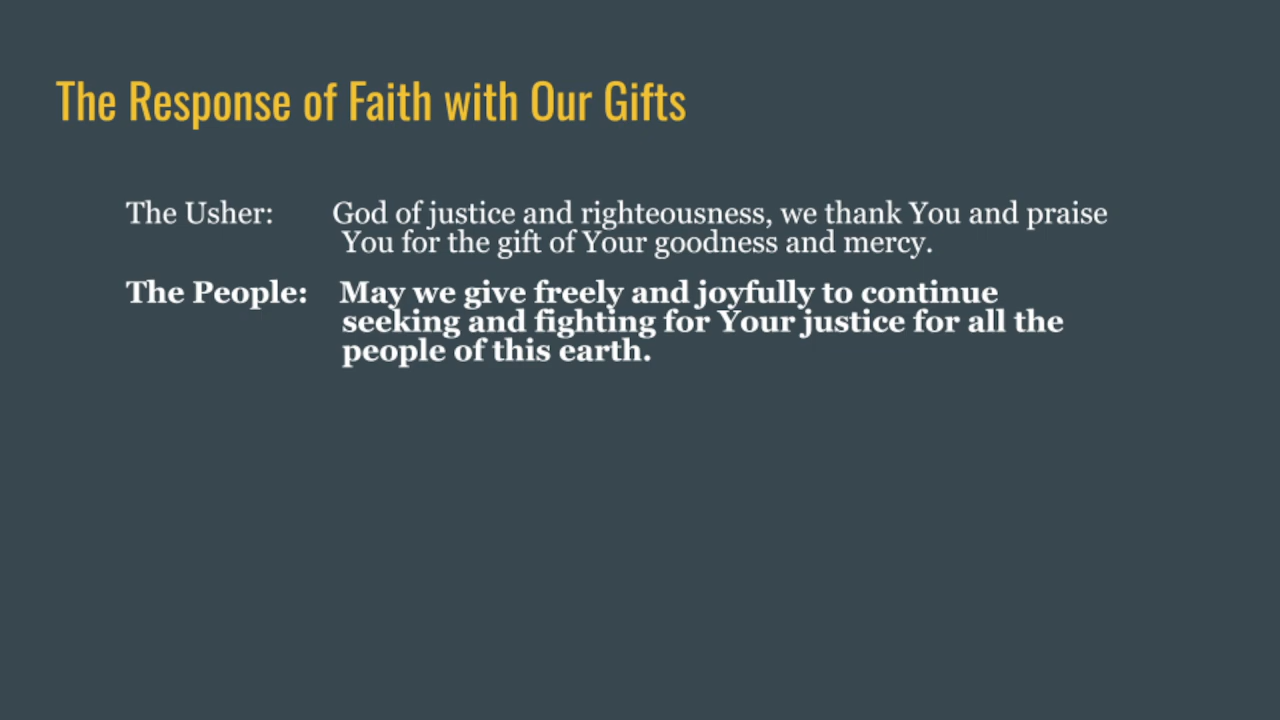 The Response of Faith with Our Gifts
The Usher: God of justice and righteousness, we thank You and praise
You for the gift of Your goodness and mercy.
The People: May we give freely and joyfully to continue
seeking and fighting for Your justice for all the
people of this earth.